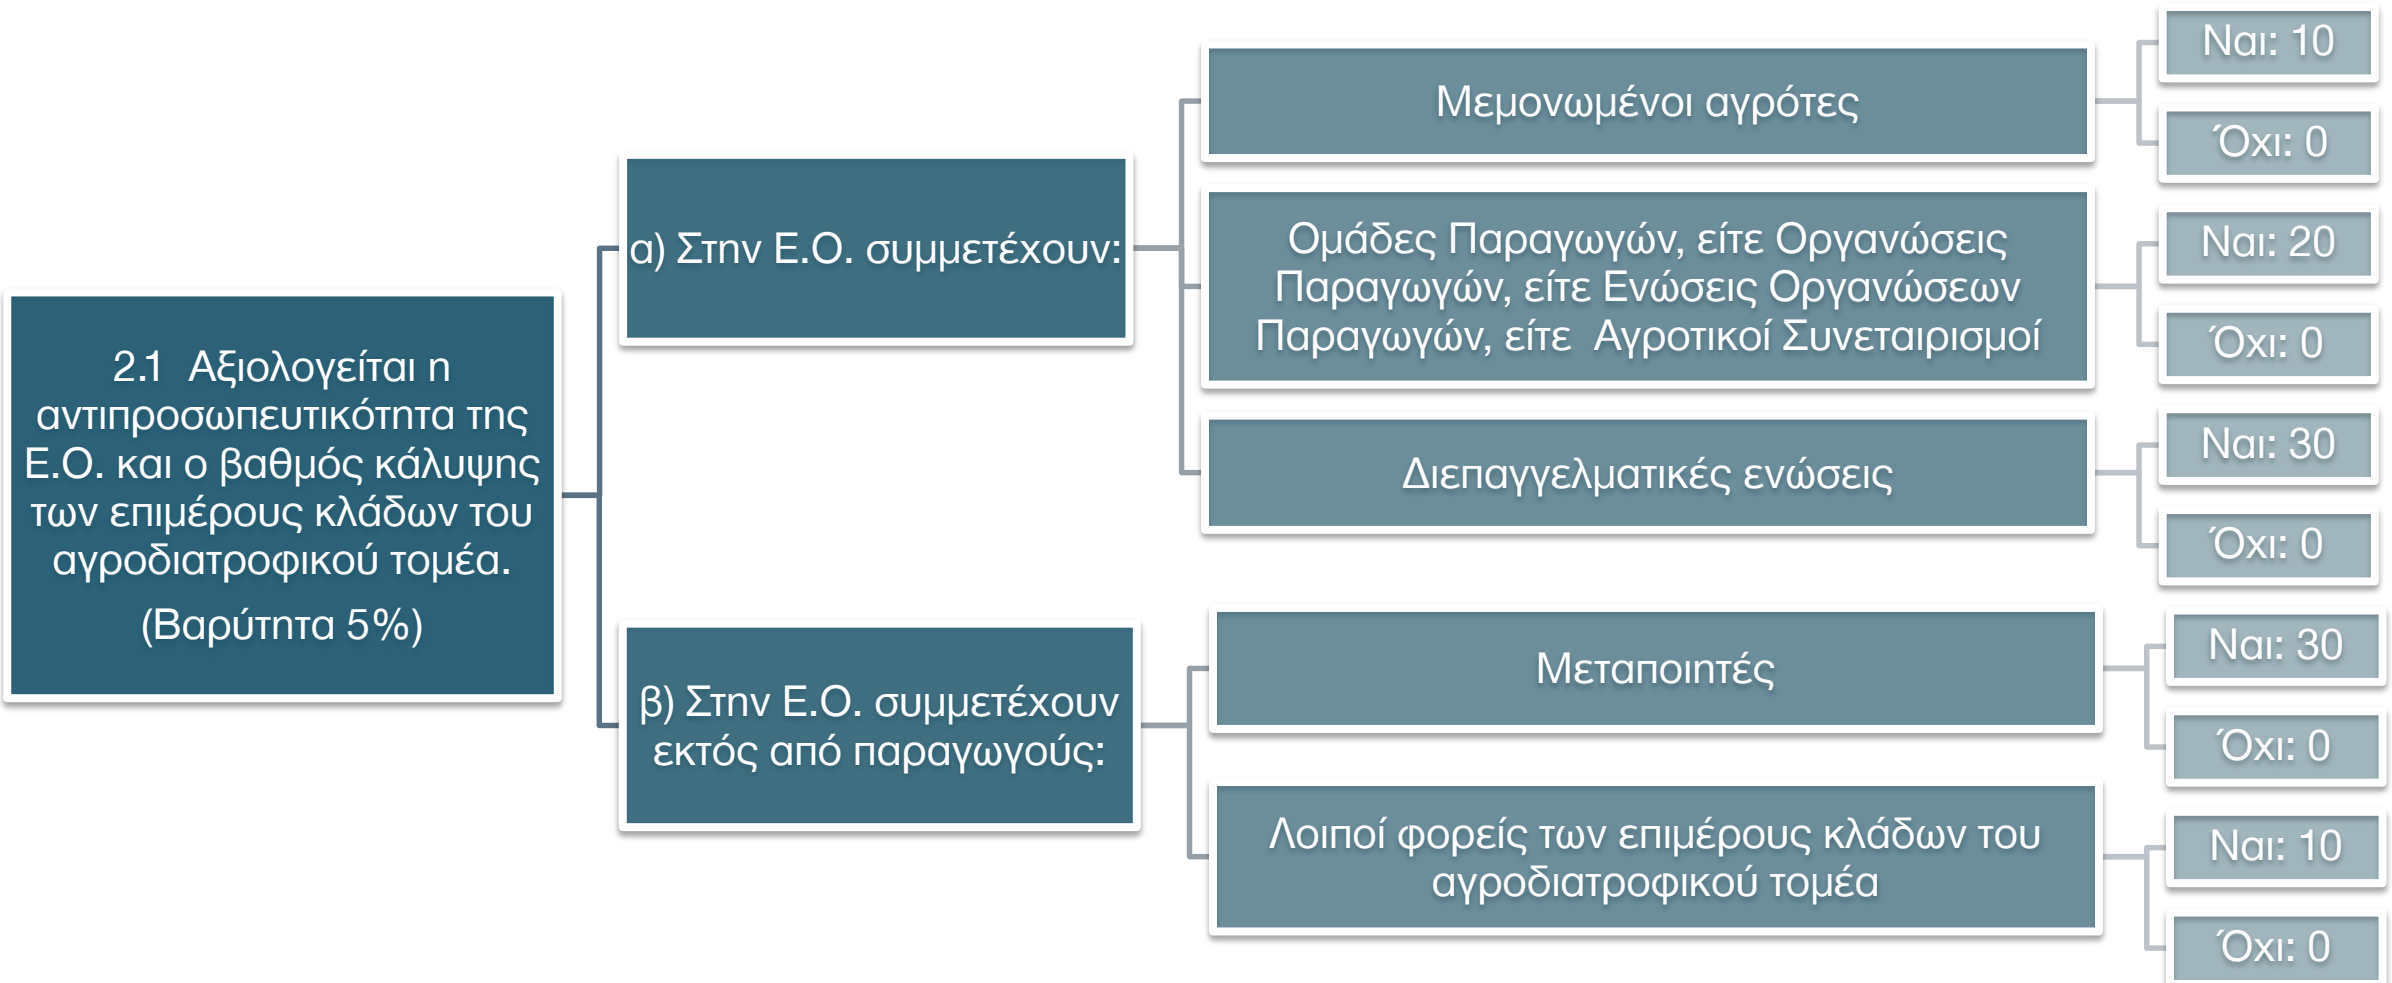 2.1 Αξιολογείται η
αντιπροσωπευτικότητα της
Ε.Ο. και ο βαθμός κάλυψης
των επιμέρους κλάδων του
αγροδιατροφικού τομέα.
(Βαρύτητα 5%)
α) Στην Ε.Ο. συμμετέχουν:
Μεμονωμένοι αγρότες
Ναι: 10
Όχι: 0
Ομάδες Παραγωγών, είτε Οργανώσεις
Παραγωγών, είτε Ενώσεις Οργανώσεων
Παραγωγών, είτε Αγροτικοί Συνεταιρισμοί
Ναι: 20
Όχι: 0
Διεπαγγελματικές ενώσεις
Ναι: 30
Όχι: 0
β) Στην Ε.Ο. συμμετέχουν
εκτός από παραγωγούς:
Μεταποιητές
Ναι: 30
Όχι: 0
Λοιποί φορείς των επιμέρους κλάδων του
αγροδιατροφικού τομέα
Ναι: 10
Όχι: 0